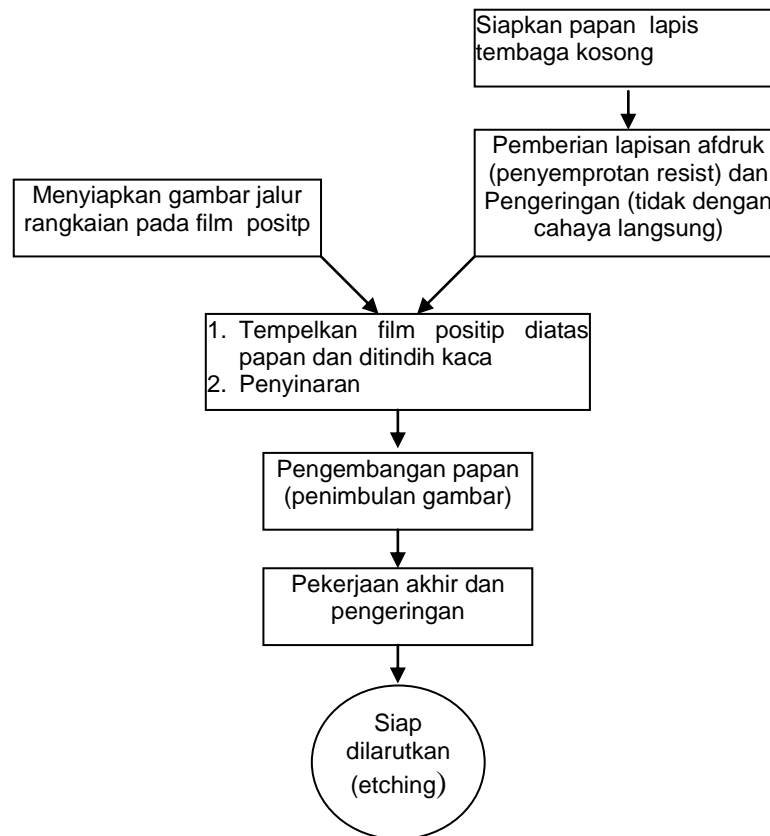 Siapkan papan lapis
tembaga kosong
Pemberian lapisan afdruk
(penyemprotan resist) dan
Pengeringan (tidak dengan
cahaya langsung)
Menyiapkan gambar jalur
rangkaian pada film positp
1. Tempelkan film positip diatas
papan dan ditindih kaca
2. Penyinaran
Pengembangan papan
(penimbulan gambar)
Pekerjaan akhir dan
pengeringan
Siap
dilarutkan
(etching)